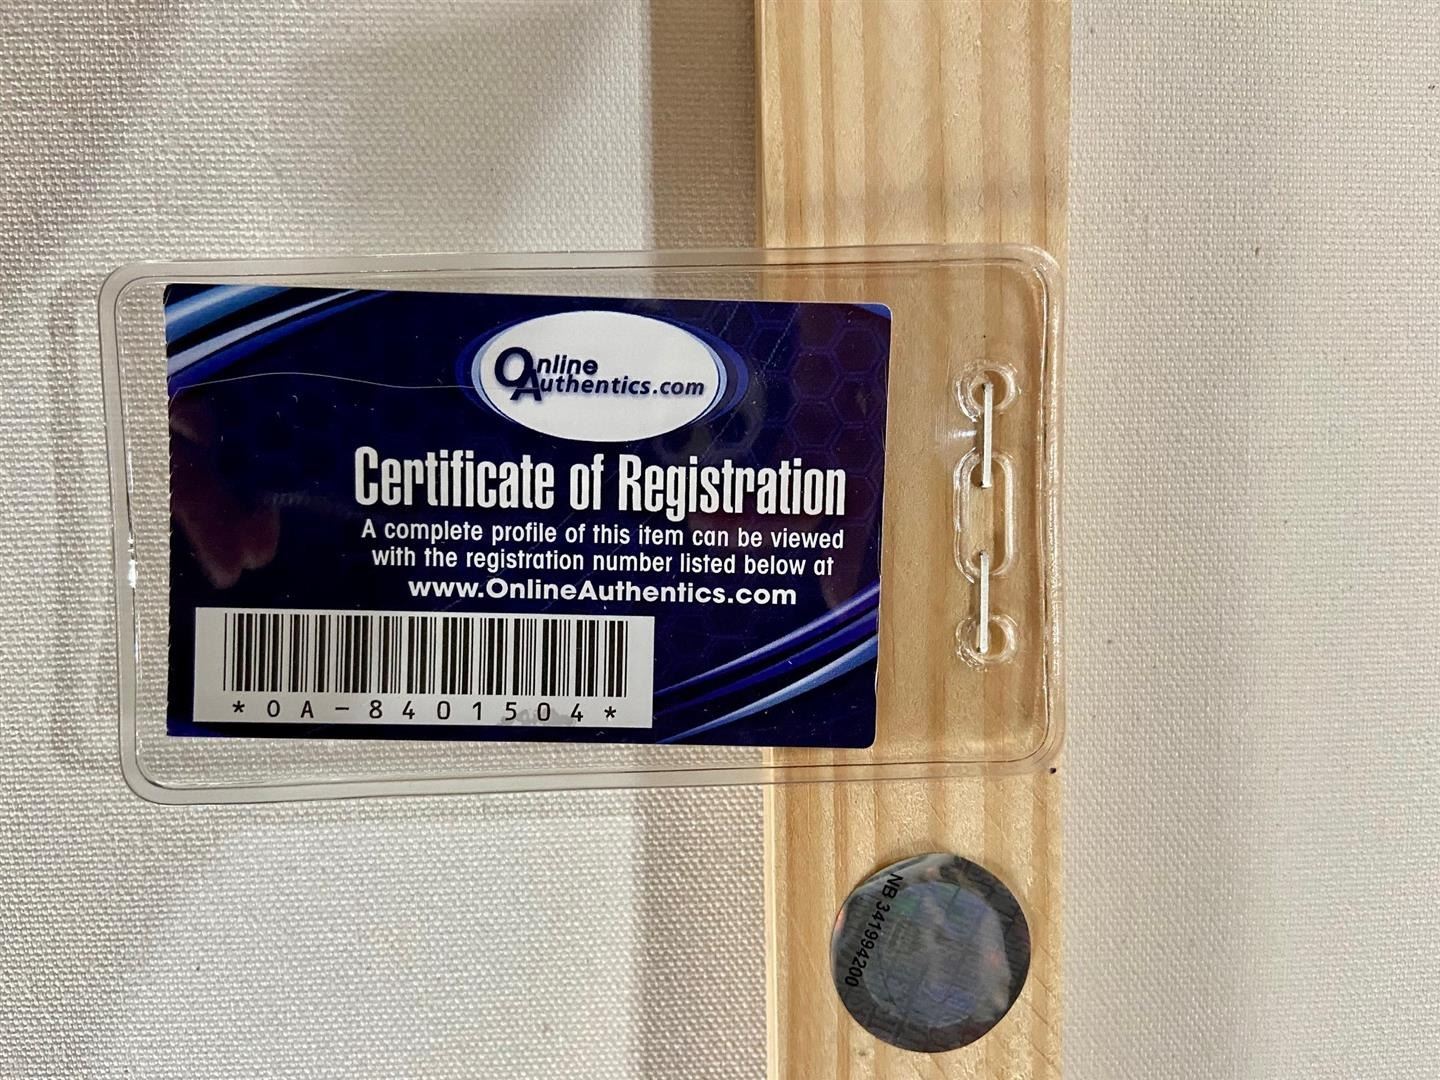 Online
Authentics.com
Certificate of Registration
A complete profile of this item can be viewed
with the registration number listed below at
www.OnlineAuthentics.com
*OA-8401504*
NB 341994200